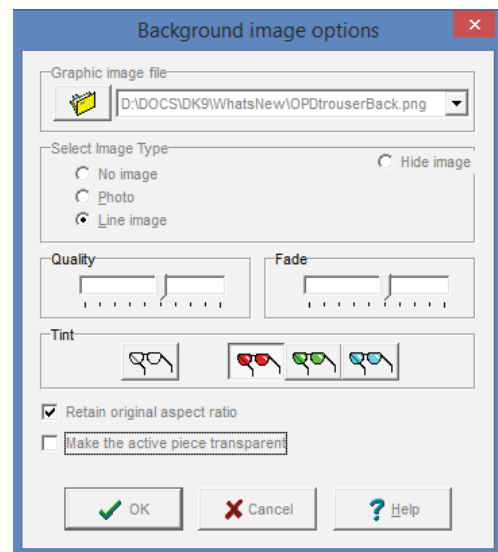 Background image options
Graphic image file
D:\DOCS\DK9\WhatsNew\OPDtrouserBack.png
Select Image Type
Hide image
No image
Photo
Line image
Quality
Fade
Tint
Retain original aspect ratio
Make the active piece transparent
OK
Cancel
Help